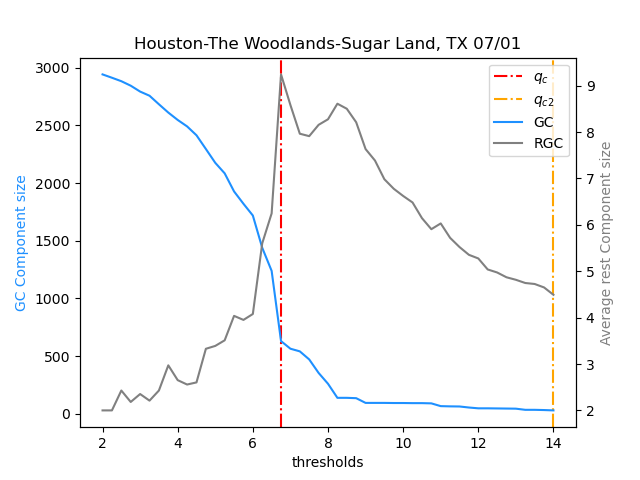 Houston-The Woodlands-Sugar Land, TX 07/01
GC Component size
3000
2500
2000
1500
1000
500
0
2
4
6
8
10
12
14
thresholds
9
8
7
6
5
4
3
2
Average rest Component size
q_c
q_{c2}
GC
RGC